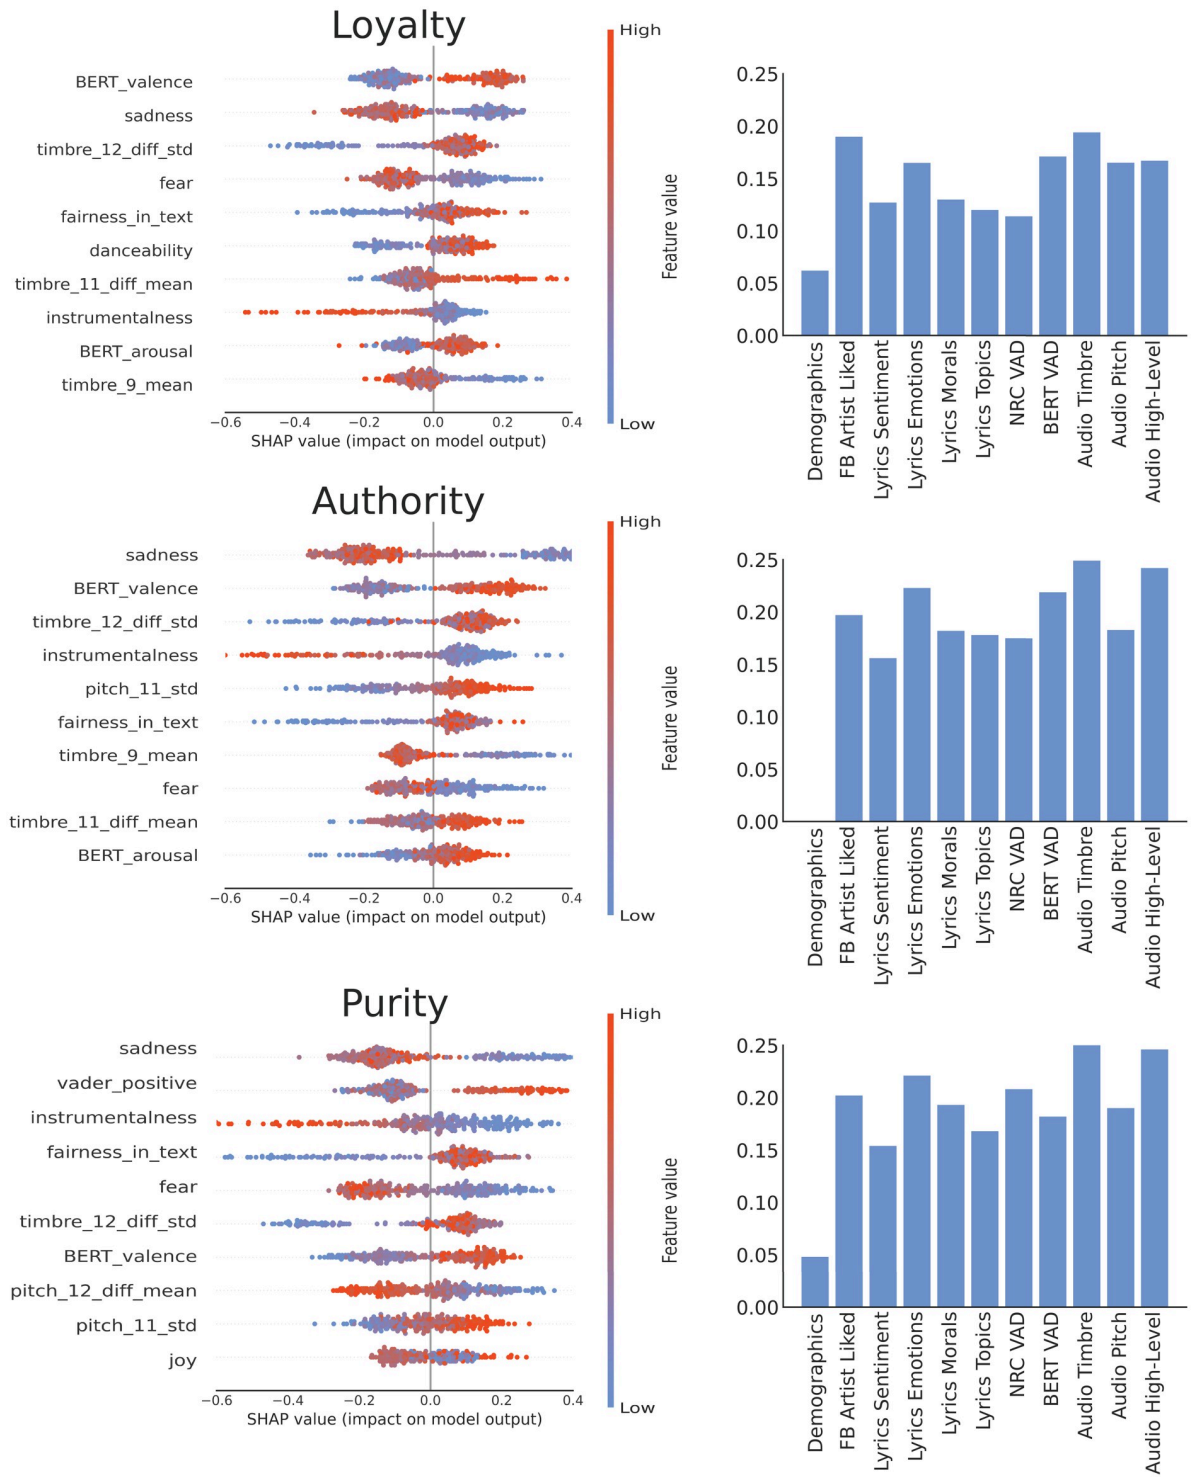 Loyalty
BERT_valence
sadness
timbre_12_diff_std
fear
fairness_in_text
danceability
timbre_11_diff_mean
instrumentalness
BERT_arousal
timbre_9_mean
−0.6 −0.4 −0.2 0.0 0.2 0.4
SHAP value (impact on model output)
High
Feature value
Low
0.25
0.20
0.15
0.10
0.05
0.00
Demographics
FB Artist Liked
Lyrics Sentiment
Lyrics Emotions
Lyrics Morals
Lyrics Topics
NRC VAD
BERT VAD
Audio Timbre
Audio Pitch
Audio High-Level
Authority
sadness
BERT_valence
timbre_12_diff_std
instrumentalness
pitch_11_std
fairness_in_text
timbre_9_mean
fear
timbre_11_diff_mean
BERT_arousal
−0.6 −0.4 −0.2 0.0 0.2 0.4
SHAP value (impact on model output)
High
Feature value
Low
0.25
0.20
0.15
0.10
0.05
0.00
Demographics
FB Artist Liked
Lyrics Sentiment
Lyrics Emotions
Lyrics Morals
Lyrics Topics
NRC VAD
BERT VAD
Audio Timbre
Audio Pitch
Audio High-Level
Purity
sadness
vader_positive
instrumentalness
fairness_in_text
fear
timbre_12_diff_std
BERT_valence
pitch_12_diff_mean
pitch_11_std
joy
−0.6 −0.4 −0.2 0.0 0.2 0.4
SHAP value (impact on model output)
High
Feature value
Low
0.25
0.20
0.15
0.10
0.05
0.00
Demographics
FB Artist Liked
Lyrics Sentiment
Lyrics Emotions
Lyrics Morals
Lyrics Topics
NRC VAD
BERT VAD
Audio Timbre
Audio Pitch
Audio High-Level